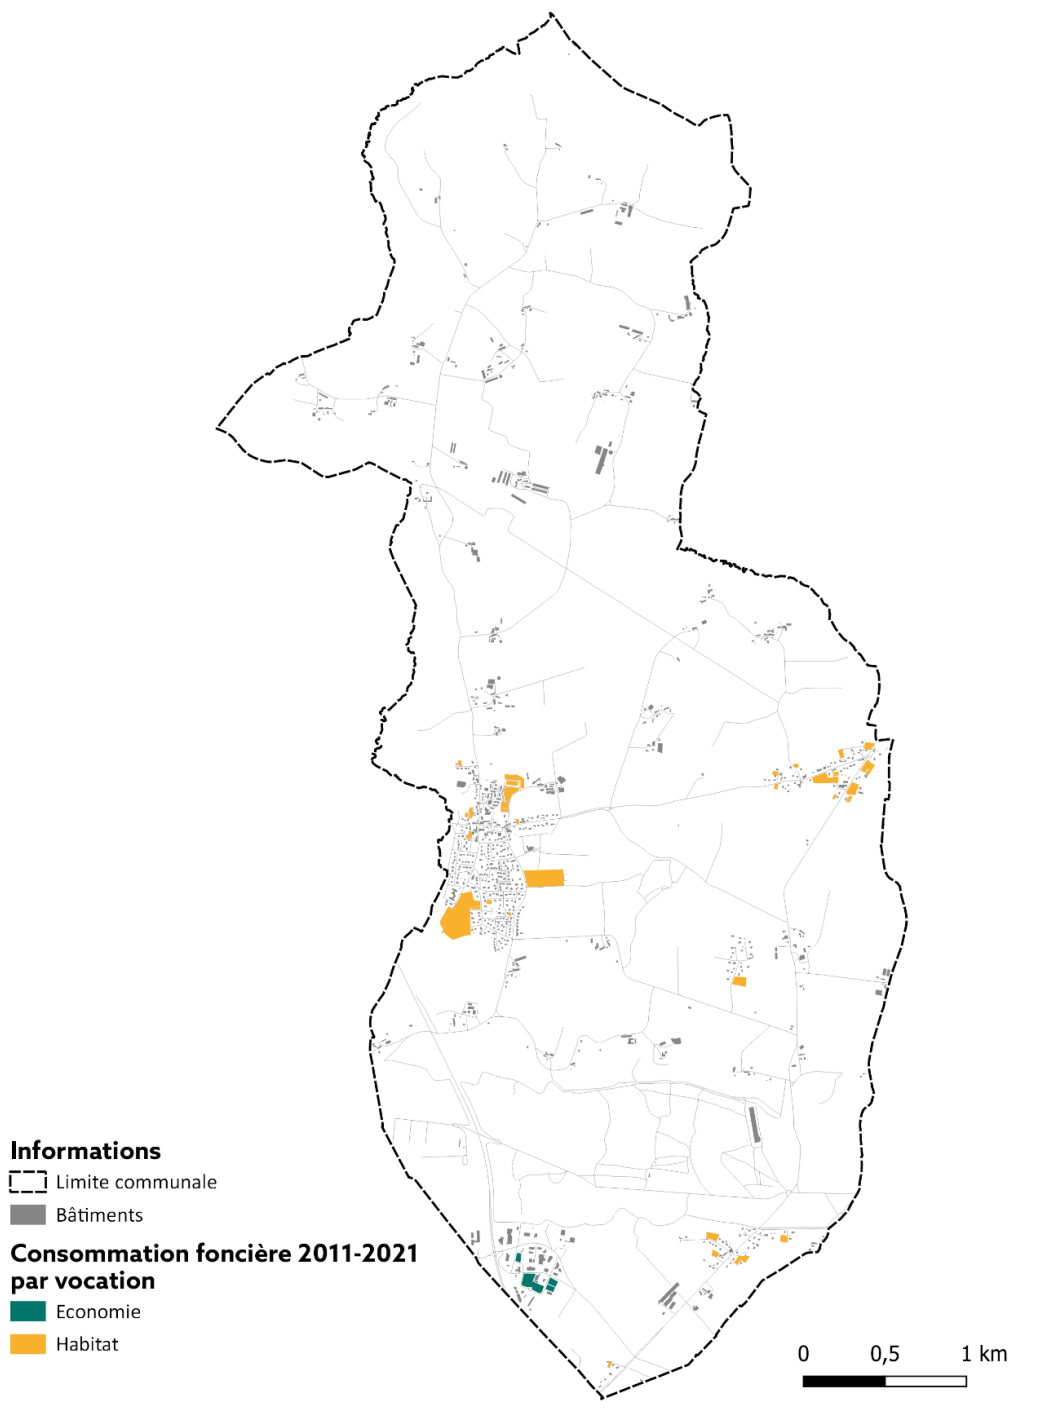 Informations
Limite communale
Bâtiments
Consommation foncière 2011-2021
par vocation
Economie
Habitat
0 0,5 1 km